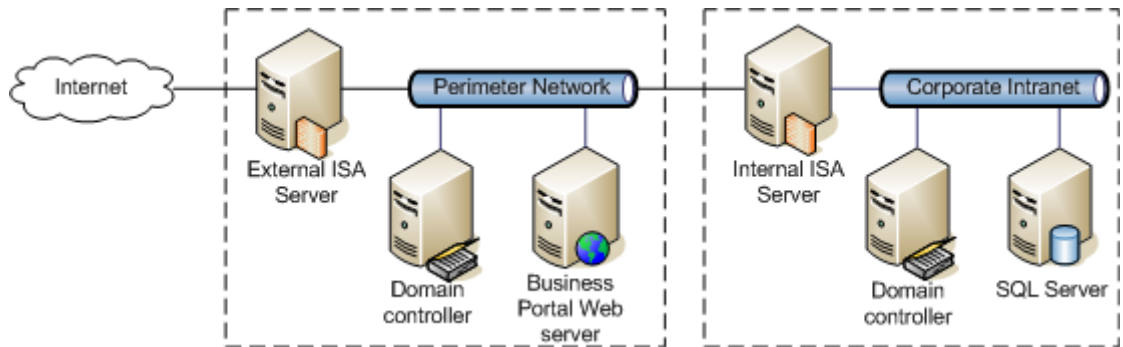 Internet
External ISA
Server
Perimeter Network
Domain
controller
Business
Portal Web
server
Internal ISA
Server
Corporate Intranet
Domain
controller
SQL Server